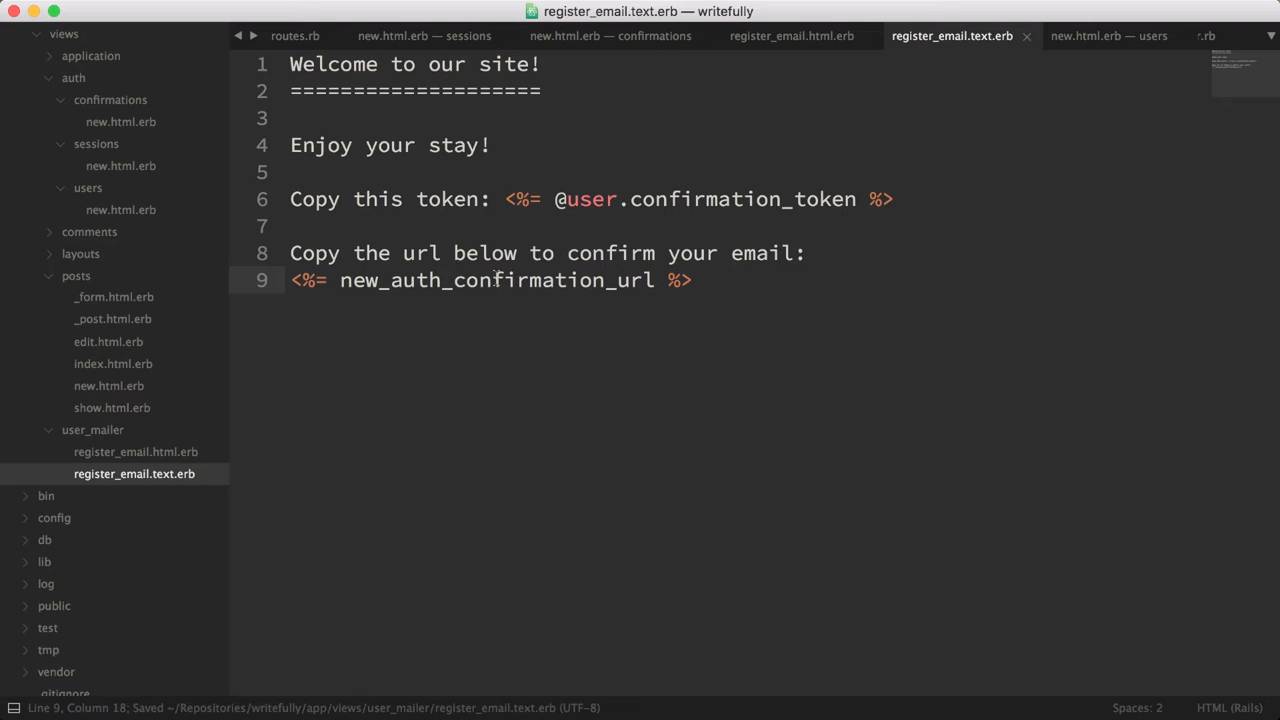 register_email.text.erb — writefully
views
application
auth
confirmations
new.html.erb
sessions
new.html.erb
users
new.html.erb
comments
layouts
posts
_form.html.erb
_post.html.erb
edit.html.erb
index.html.erb
new.html.erb
show.html.erb
user_mailer
register_email.html.erb
register_email.text.erb
bin
config
db
lib
log
public
test
tmp
vendor
.gitignore
routes.rb
new.html.erb — sessions
new.html.erb — confirmations
register_email.html.erb
register_email.text.erb
new.html.erb — users
r.rb
1 Welcome to our site!
2 ====================
3
4 Enjoy your stay!
5
6 Copy this token: <%= @user.confirmation_token %>
7
8 Copy the url below to confirm your email:
9 <%= new_auth_confirmation_url %>
Line 9, Column 18; Saved ~/Repositories/writefully/app/views/user_mailer/register_email.text.erb (UTF-8)
Spaces: 2
HTML (Rails)